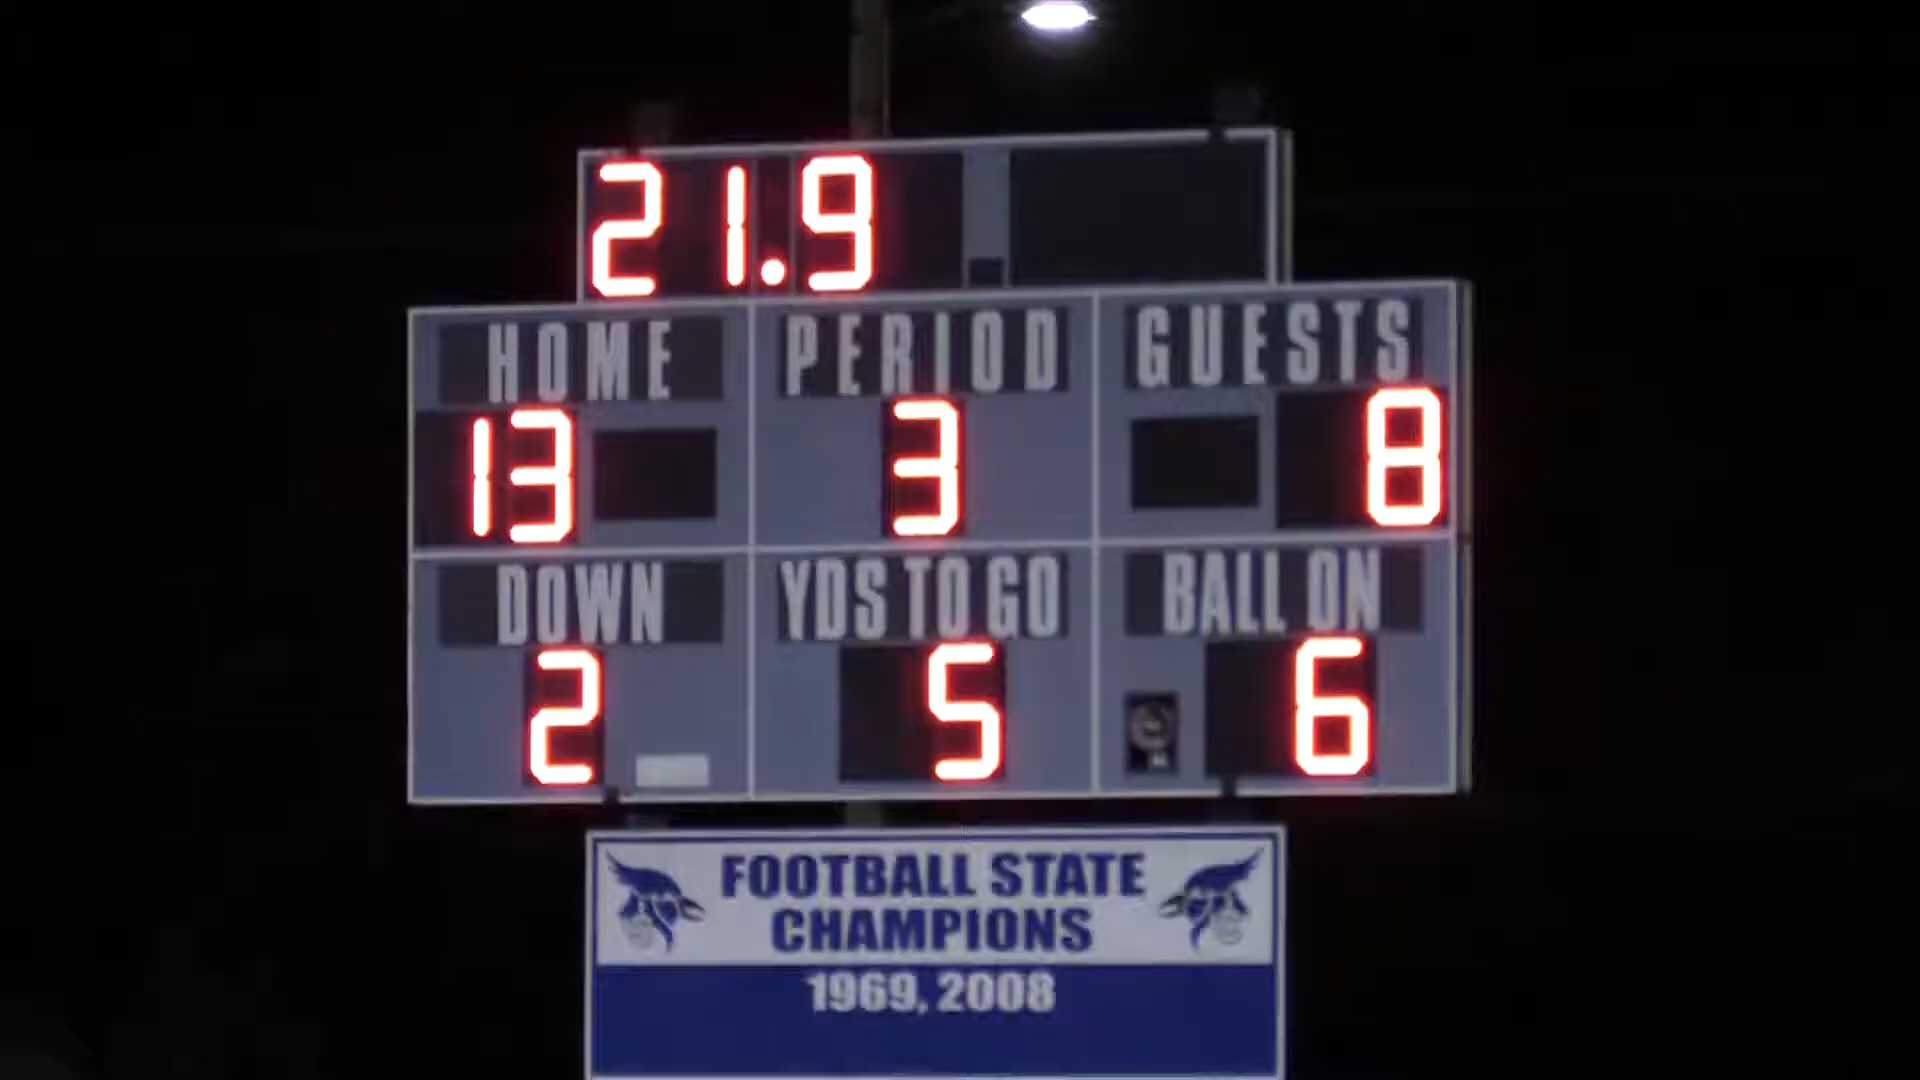 21.9
HOME PERIOD GUESTS
13 3 8
DOWN YDS TO GO BALL ON
2 5 6
FOOTBALL STATE
CHAMPIONS
1969, 2008